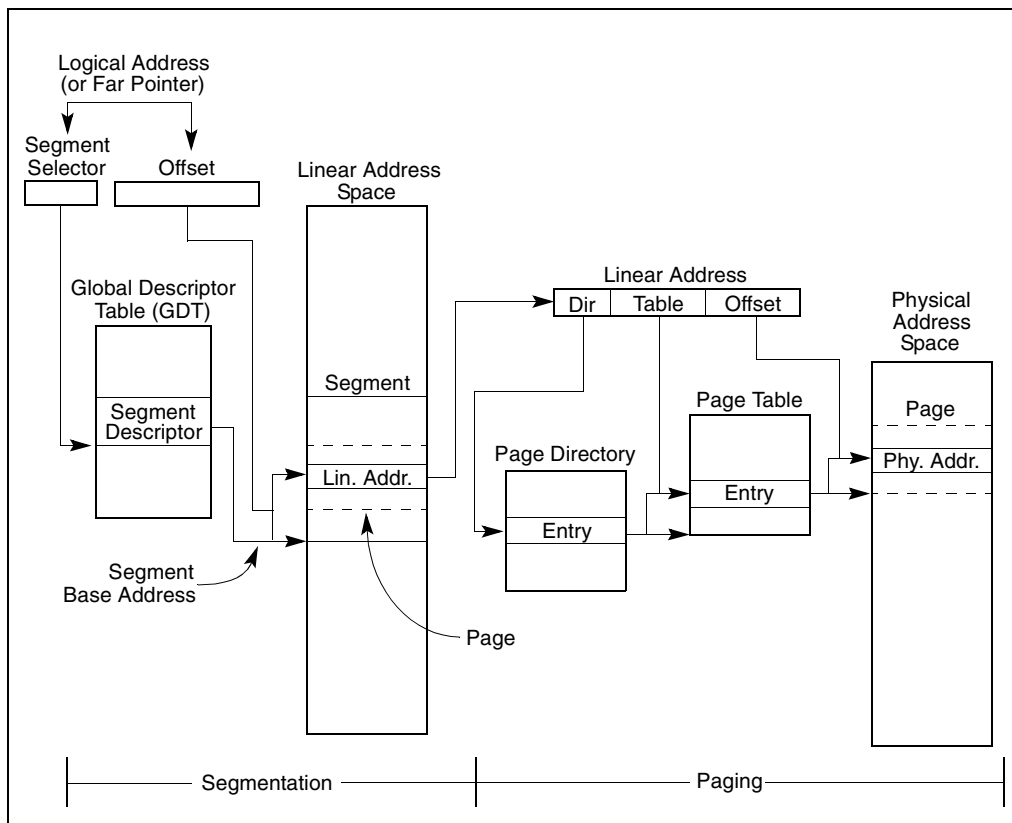 Logical Address
(or Far Pointer)
Segment
Selector
Offset
Linear Address
Space
Global Descriptor
Table (GDT)
Segment
Descriptor
Segment
Lin. Addr.
Segment
Base Address
Page
Linear Address
Dir
Table
Offset
Physical
Address
Space
Page Table
Page
Page Directory
Phy. Addr.
Entry
Entry
Segmentation
Paging